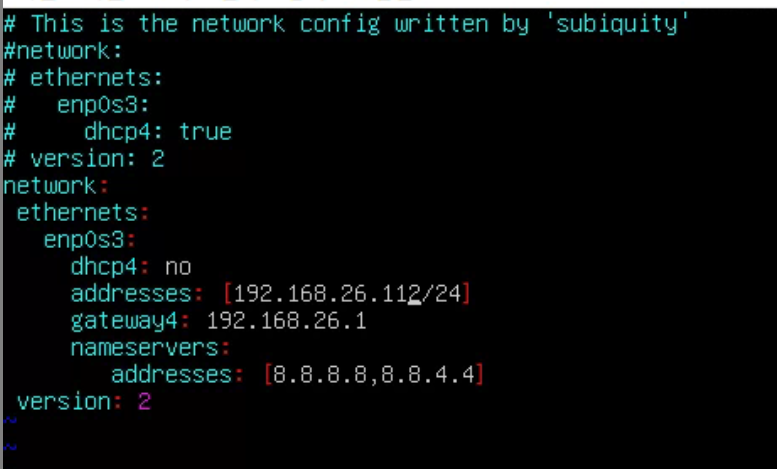 # This is the network config written by 'subiquity'
#network:
# ethernets:
#   enp0s3:
#     dhcp4: true
# version: 2
network:
 ethernets:
   enp0s3:
     dhcp4: no
     addresses: [192.168.26.112/24]
     gateway4: 192.168.26.1
     nameservers:
        addresses: [8.8.8.8,8.8.4.4]
 version: 2
~
~